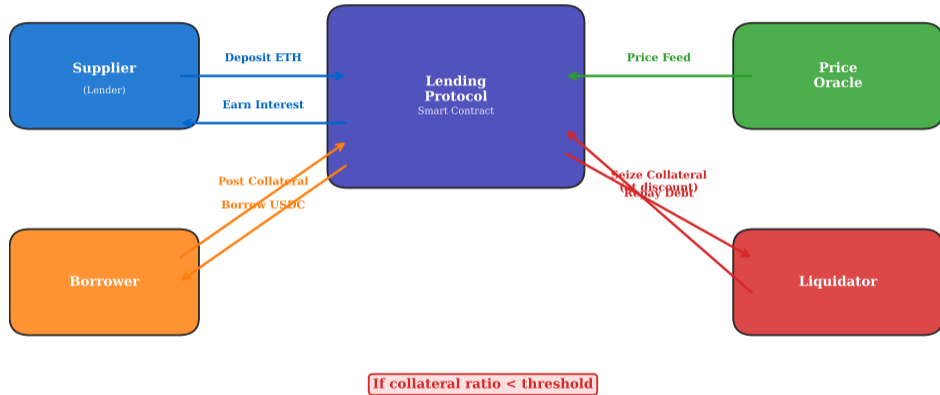 Supplier
(Lender)
Deposit ETH
Earn Interest
Lending
Protocol
Smart Contract
Price Feed
Price
Oracle
Post Collateral
Borrow USDC
Seize Collateral
(at discount)
Repay Debt
Borrower
Liquidator
If collateral ratio < threshold